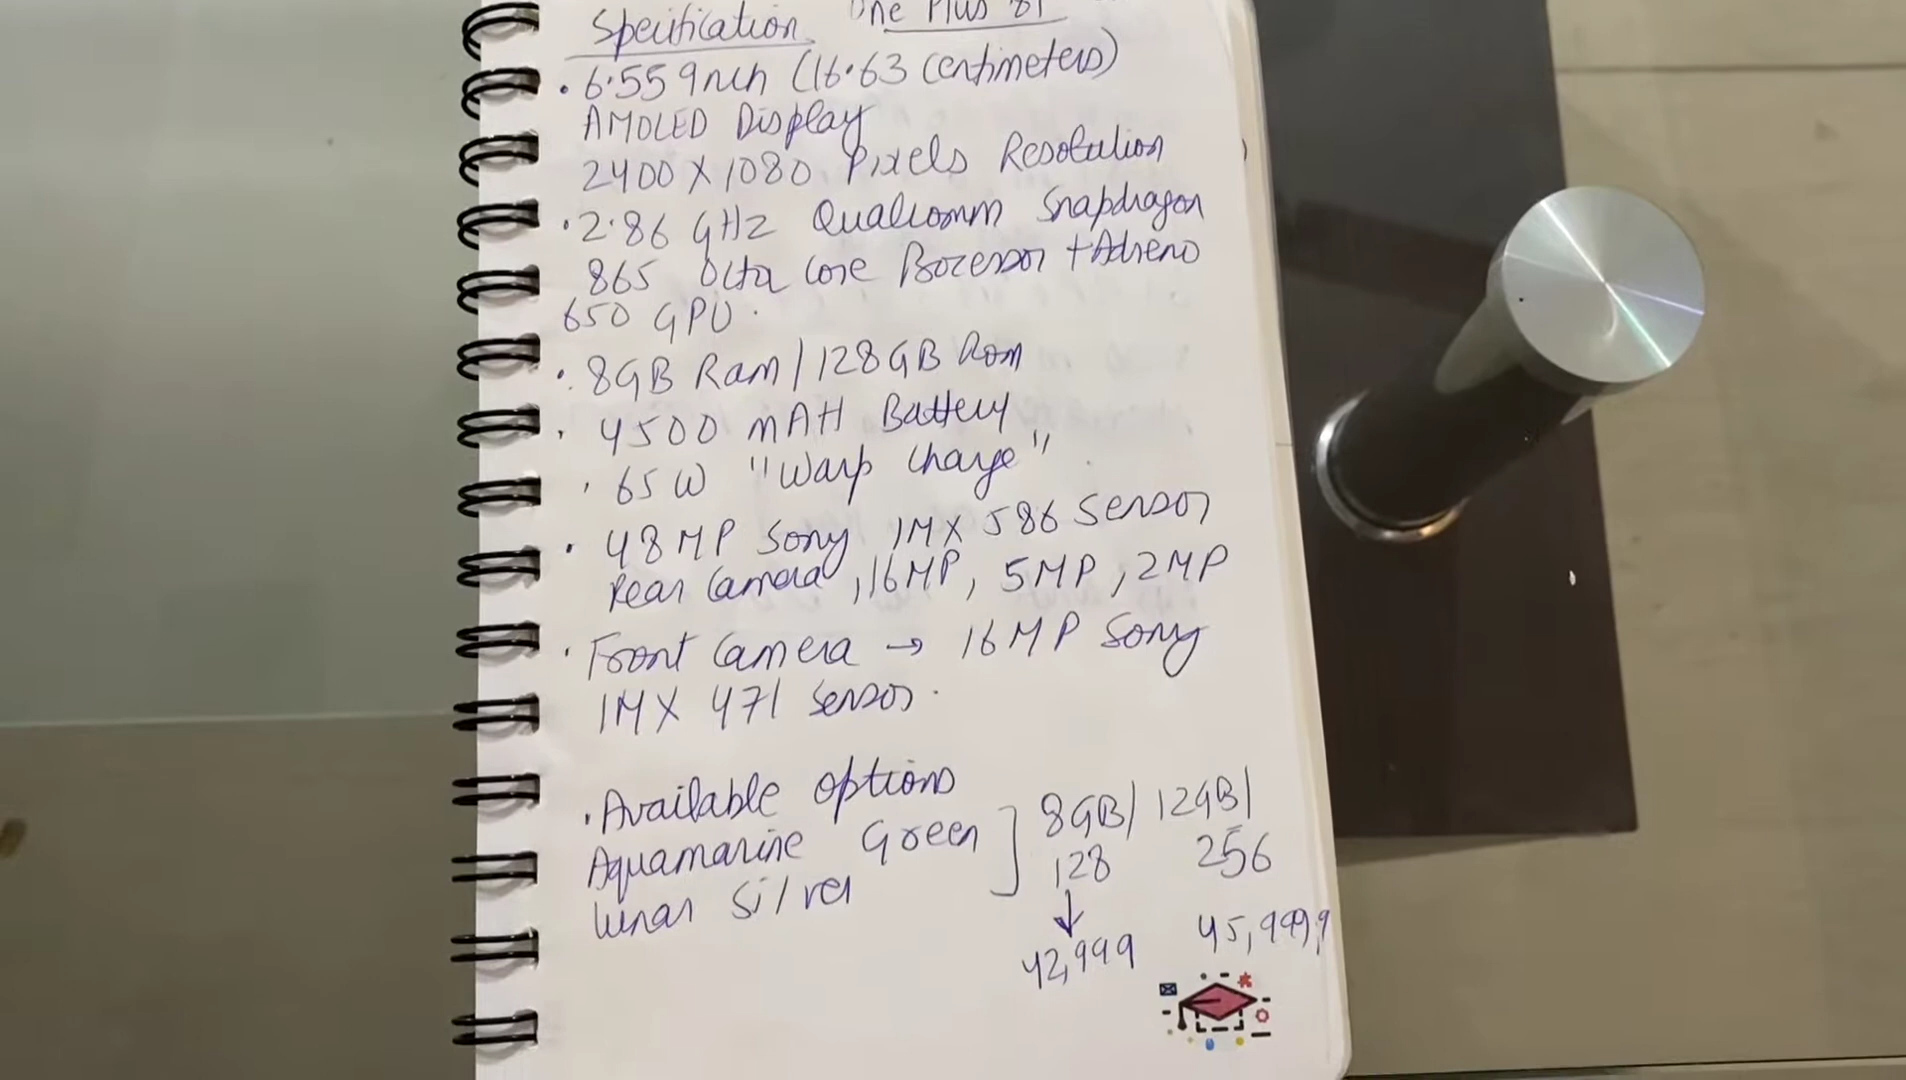 Specification One Plus 8T
• 6.55 Inch (16.63 Centimeters)
AMOLED Display
2400 X 1080 Pixels Resolution
• 2.86 GHz Qualcomm Snapdragon
865 Octa Core Processor + Adreno
650 GPU.
• 8GB Ram / 128GB Rom
• 4500 mAH Battery
• 65W "Warp Charge"
• 48MP Sony IMX 586 Sensor
Rear Camera, 16MP, 5MP, 2MP
• Front Camera → 16MP Sony
IMX 471 Sensor.
• Available Options
Aquamarine Green ] 8GB/ 12GB/
Lunar Silver 128 256
↓
42,999 45,999,9